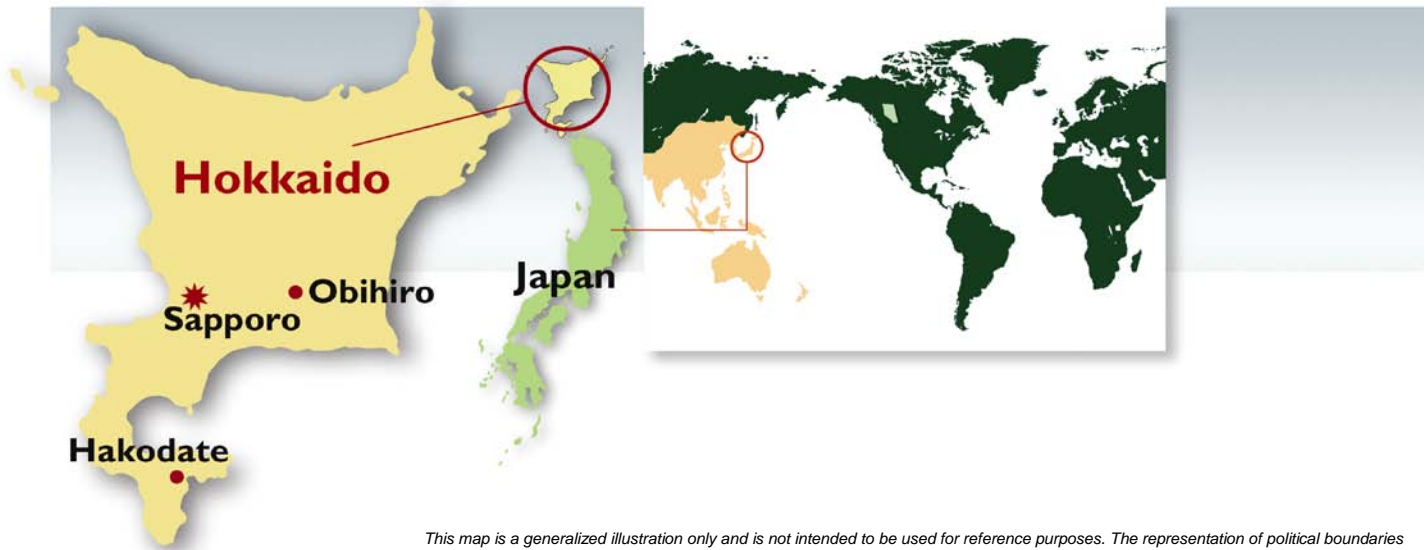 Hokkaido
Japan
Obihiro
Sapporo
Hakodate
This map is a generalized illustration only and is not intended to be used for reference purposes. The representation of political boundaries